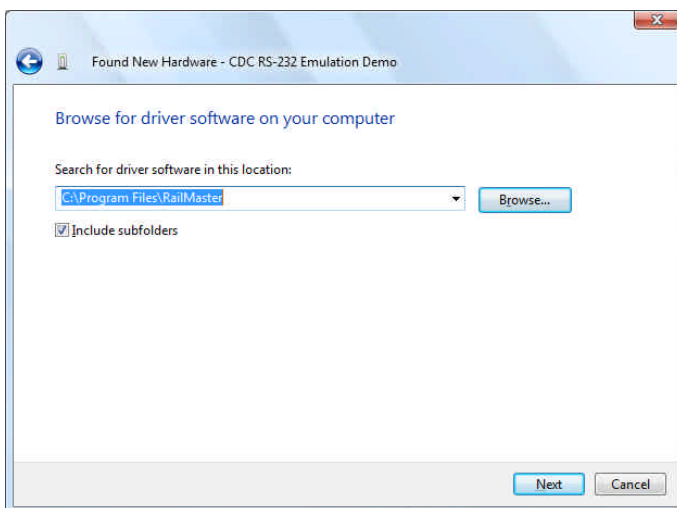 Found New Hardware - CDC RS-232 Emulation Demo
Browse for driver software on your computer
Search for driver software in this location:
C:\Program Files\RailMaster
Browse...
Include subfolders
Next
Cancel